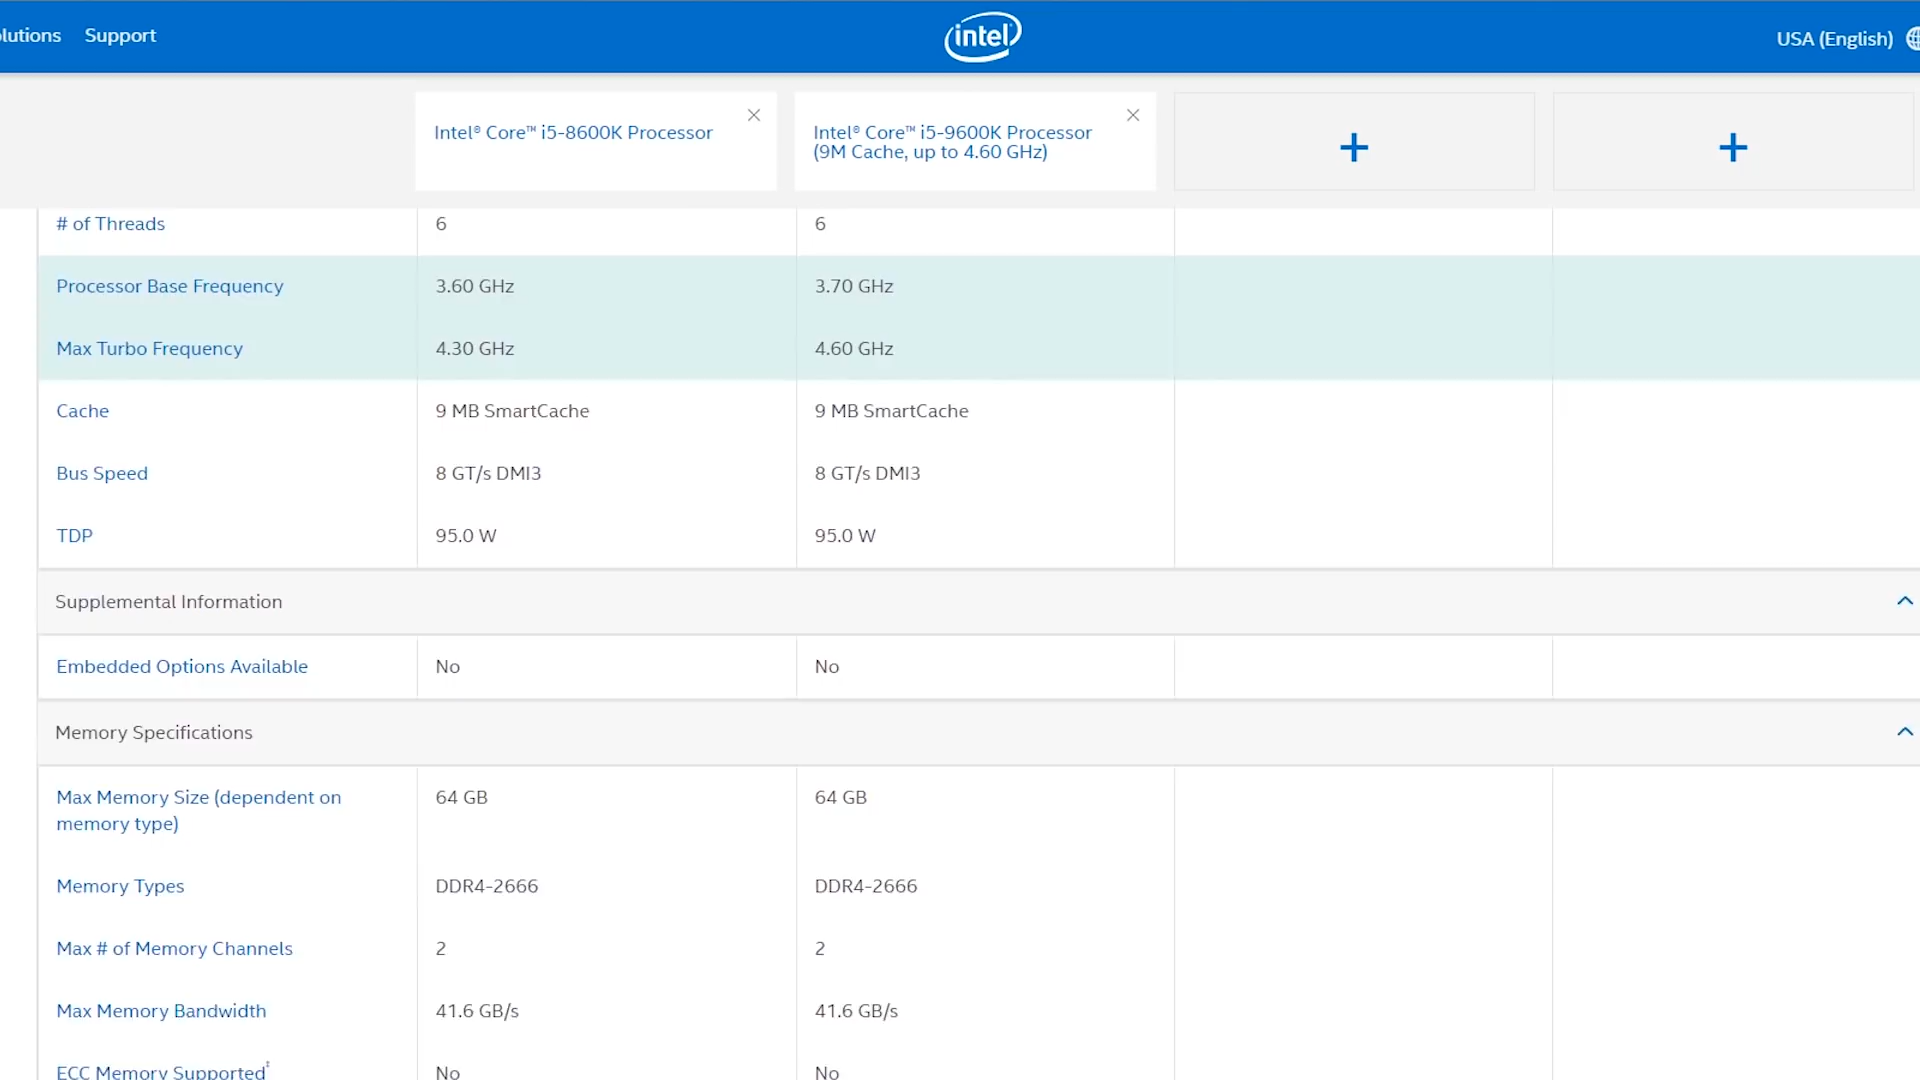 lutions Support intel USA (English)
Intel® Core™ i5-8600K Processor
Intel® Core™ i5-9600K Processor
(9M Cache, up to 4.60 GHz)
# of Threads 6 6
Processor Base Frequency 3.60 GHz 3.70 GHz
Max Turbo Frequency 4.30 GHz 4.60 GHz
Cache 9 MB SmartCache 9 MB SmartCache
Bus Speed 8 GT/s DMI3 8 GT/s DMI3
TDP 95.0 W 95.0 W
Supplemental Information
Embedded Options Available No No
Memory Specifications
Max Memory Size (dependent on 64 GB 64 GB
memory type)
Memory Types DDR4-2666 DDR4-2666
Max # of Memory Channels 2 2
Max Memory Bandwidth 41.6 GB/s 41.6 GB/s
ECC Memory Supported‡ No No